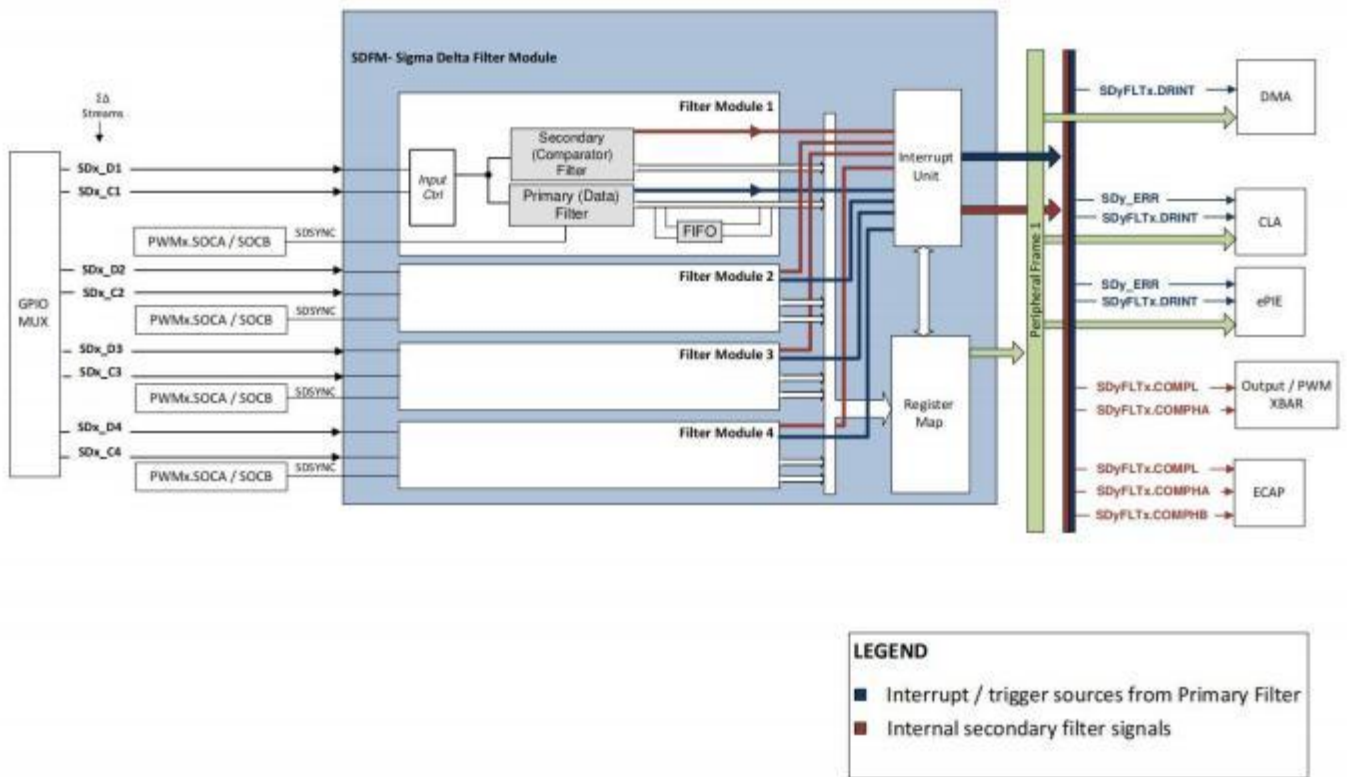 SDFM- Sigma Delta Filter Module
ΣΔ
Streams
GPIO
MUX
SDx_D1
SDx_C1
PWMx.SOCA / SOCB
SDSYNC
Filter Module 1
Input
Ctrl
Secondary
(Comparator)
Filter
Primary (Data)
Filter
FIFO
SDx_D2
SDx_C2
PWMx.SOCA / SOCB
SDSYNC
Filter Module 2
SDx_D3
SDx_C3
PWMx.SOCA / SOCB
SDSYNC
Filter Module 3
SDx_D4
SDx_C4
PWMx.SOCA / SOCB
SDSYNC
Filter Module 4
Interrupt
Unit
Register
Map
Peripheral Frame 1
SDyFLTx.DRINT
DMA
SDy_ERR
SDyFLTx.DRINT
CLA
SDy_ERR
SDyFLTx.DRINT
ePIE
SDyFLTx.COMPL
SDyFLTx.COMPHA
Output / PWM
XBAR
SDyFLTx.COMPL
SDyFLTx.COMPHA
SDyFLTx.COMPHB
ECAP
LEGEND
Interrupt / trigger sources from Primary Filter
Internal secondary filter signals